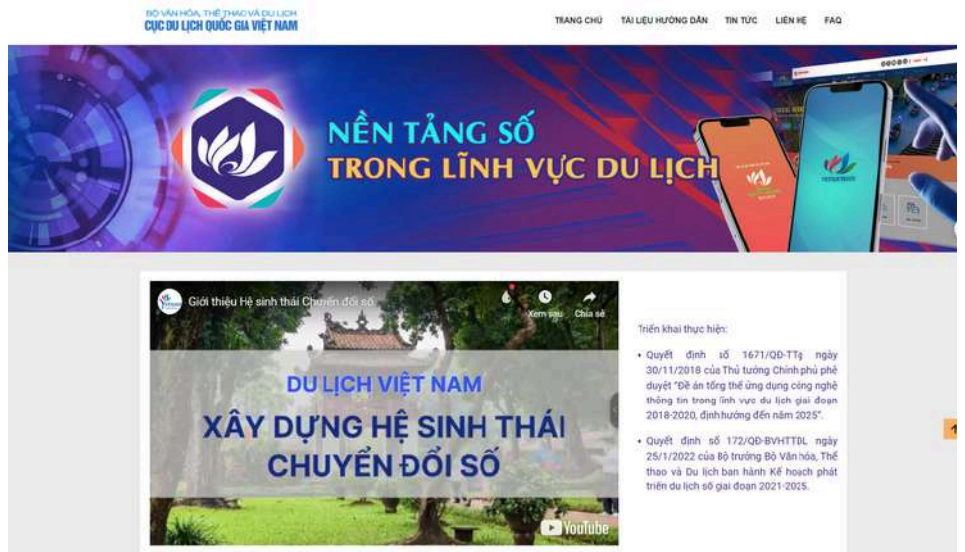 BỘ VĂN HÓA, THỂ THAO VÀ DU LỊCH
CỤC DU LỊCH QUỐC GIA VIỆT NAM
TRANG CHỦ TÀI LIỆU HƯỚNG DẪN TIN TỨC LIÊN HỆ FAQ
NỀN TẢNG SỐ
TRONG LĨNH VỰC DU LỊCH
Giới thiệu Hệ sinh thái Chuyển đổi số
Xem sau Chia sẻ
DU LỊCH VIỆT NAM
XÂY DỰNG HỆ SINH THÁI
CHUYỂN ĐỔI SỐ
YouTube
Triển khai thực hiện:
• Quyết định số 1671/QĐ-TTg ngày
30/11/2018 của Thủ tướng Chính phủ phê
duyệt "Đề án tổng thể ứng dụng công nghệ
thông tin trong lĩnh vực du lịch giai đoạn
2018-2020, định hướng đến năm 2025".
• Quyết định số 172/QĐ-BVHTTDL ngày
25/1/2022 của Bộ trưởng Bộ Văn hóa, Thể
thao và Du lịch ban hành Kế hoạch phát
triển du lịch số giai đoạn 2021-2025.